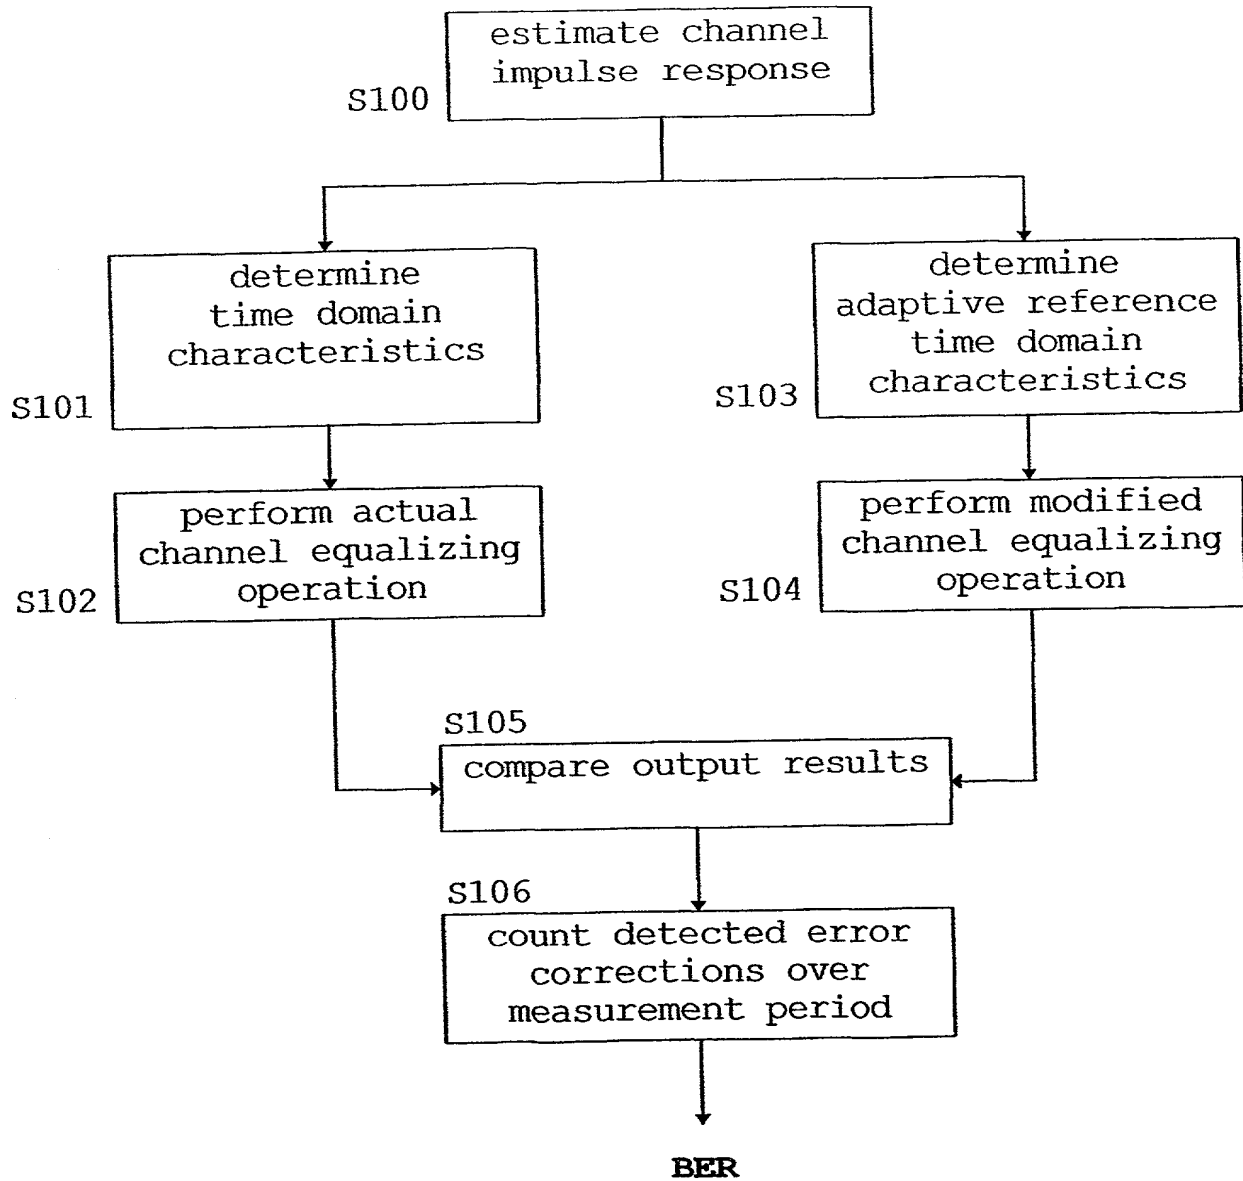 estimate channel
impulse response
S100
determine
time domain
characteristics
S101
determine
adaptive reference
time domain
characteristics
S103
perform actual
channel equalizing
operation
S102
perform modified
channel equalizing
operation
S104
S105
compare output results
S106
count detected error
corrections over
measurement period
BER